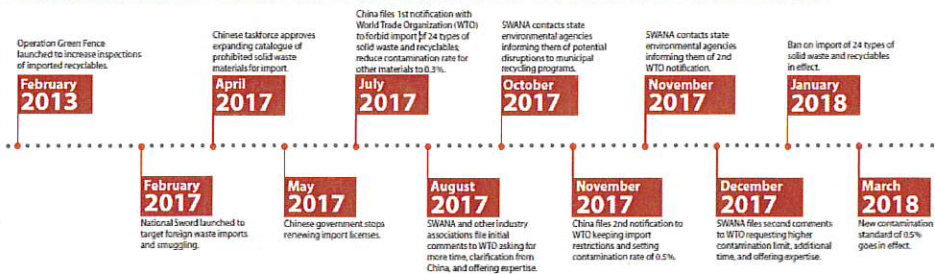 Operation Green Fence
launched to increase inspections
of imported recyclables.
February
2013
National Sword launched to
target foreign waste imports
and smuggling.
February
2017
Chinese taskforce approves
expanding catalogue of
prohibited solid waste
materials for import.
April
2017
May
2017
Chinese government stops
renewing import licenses.
China files 1st notification with
World Trade Organization (WTO)
to forbid import of 24 types of
solid waste and recyclables;
reduce contamination rate for
other materials to 0.3%.
July
2017
August
2017
SWANA and other industry
associations file initial
comments to WTO asking for
more time, clarification from
China, and offering expertise.
SWANA contacts state
environmental agencies
informing them of potential
disruptions to municipal
recycling programs.
October
2017
November
2017
China files 2nd notification to
WTO keeping import
restrictions and setting
contamination rate of 0.5%.
SWANA contacts state
environmental agencies
informing them of 2nd
WTO notification.
November
2017
December
2017
SWANA files second comments
to WTO requesting higher
contamination limit, additional
time, and offering expertise.
Ban on import of 24 types of
solid waste and recyclables
in effect.
January
2018
March
2018
New contamination
standard of 0.5%
goes in effect.